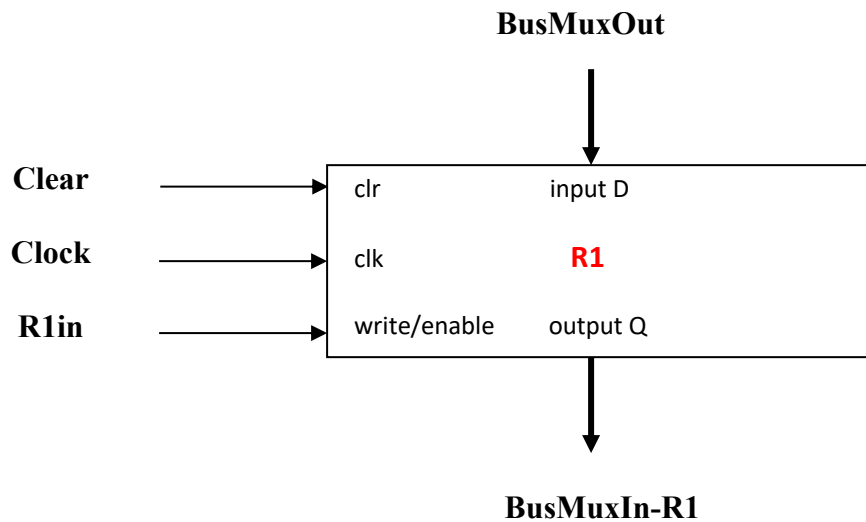 BusMuxOut
Clear
clr
input D
Clock
clk
R1
R1in
write/enable
output Q
BusMuxIn-R1